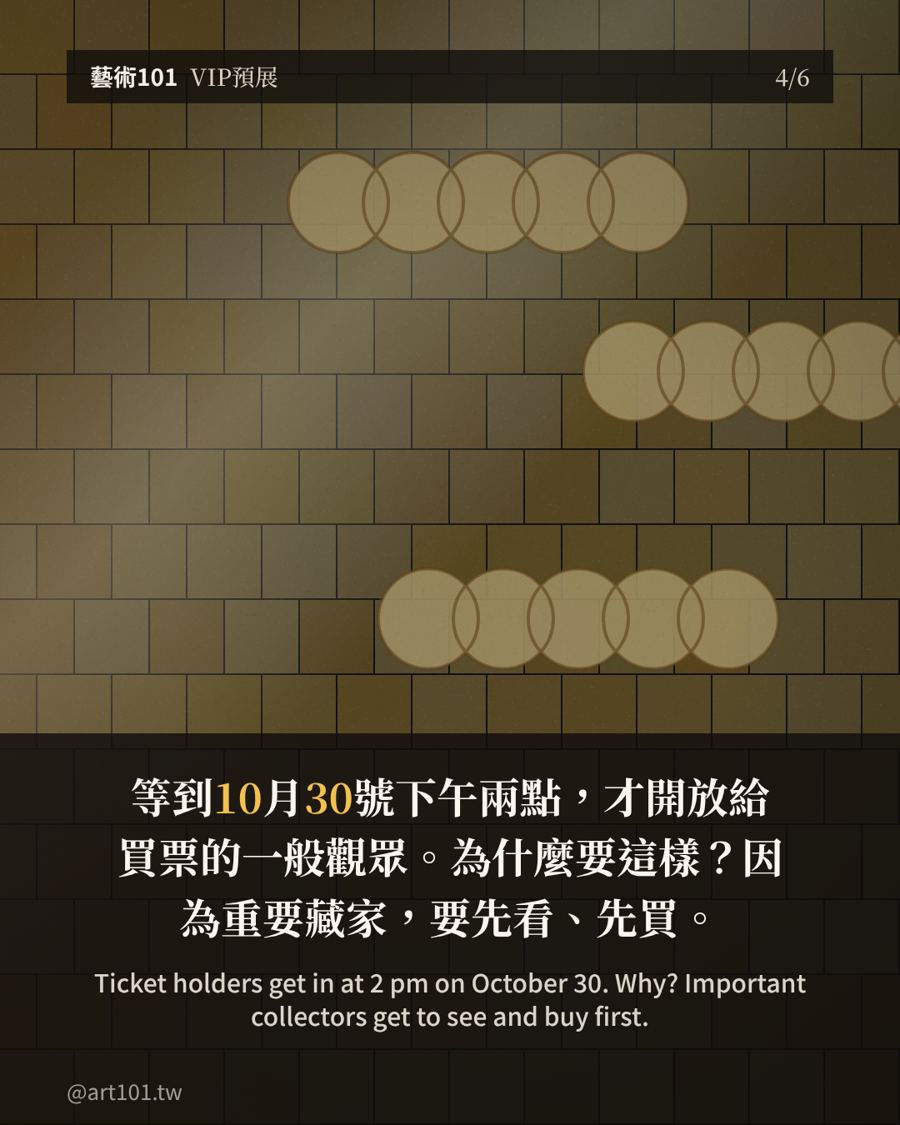 藝術101 VIP預展
4/6
等到10月30號下午兩點，才開放給
買票的一般觀眾。為什麼要這樣？因
為重要藏家，要先看、先買。
Ticket holders get in at 2 pm on October 30. Why? Important
collectors get to see and buy first.
@art101.tw